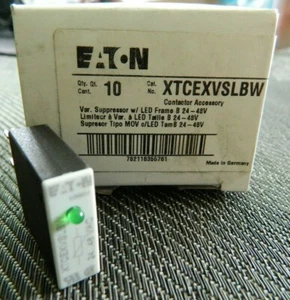 EATON
Qty. Qt. Cant. 10 Cat. No. XTCEXVSLBW
Contactor Accessory
Var. Suppressor w/ LED Frame B 24-48V
Limiteur à Var. à LED Taille B 24-48V
Supresor Tipo MOV c/LED TamB 24-48V
Made in Germany